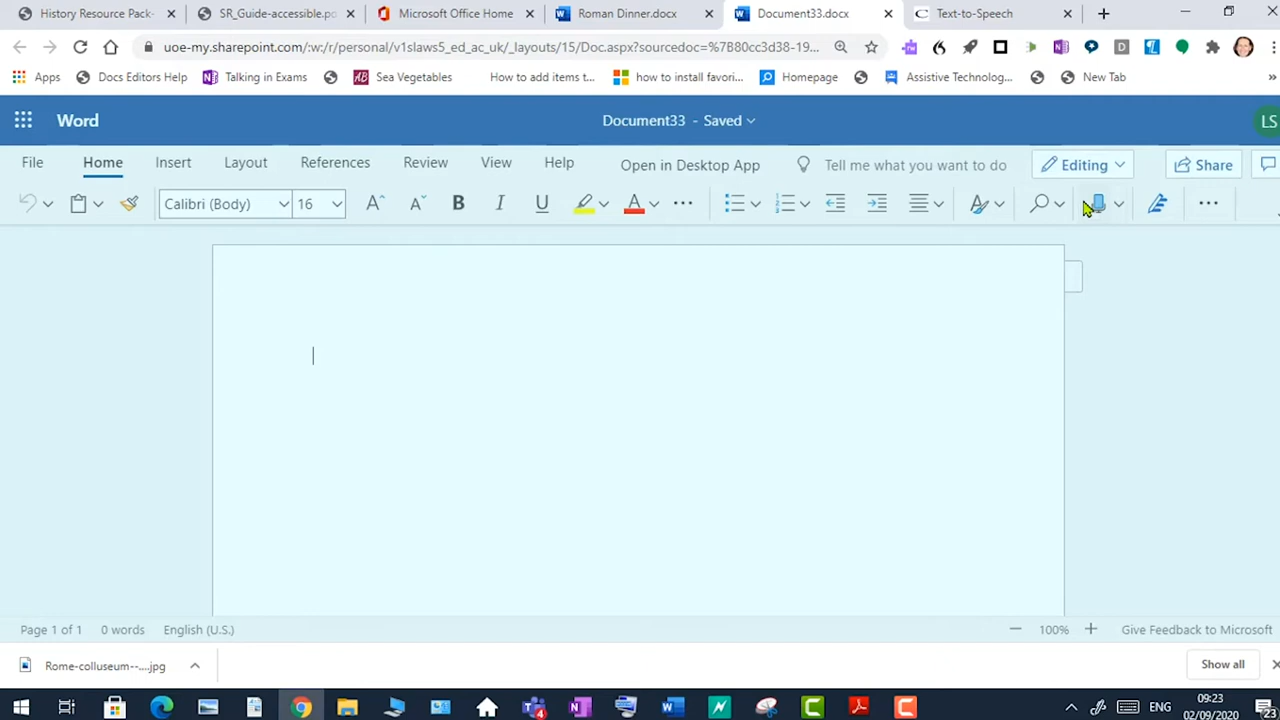 History Resource Pack- SR_Guide-accessible.pd Microsoft Office Home Roman Dinner.docx Document33.docx Text-to-Speech
uoe-my.sharepoint.com/:w:/r/personal/v1slaws5_ed_ac_uk/_layouts/15/Doc.aspx?sourcedoc=%7B80cc3d38-19...
Apps Docs Editors Help Talking in Exams Sea Vegetables How to add items t... how to install favori... Homepage Assistive Technolog... New Tab
Word Document33 - Saved LS
File Home Insert Layout References Review View Help Open in Desktop App Tell me what you want to do Editing Share
Calibri (Body) 16 A A B I U A
Page 1 of 1 0 words English (U.S.) 100% Give Feedback to Microsoft
Rome-colluseum--....jpg Show all
ENG 09:23
02/09/2020 23